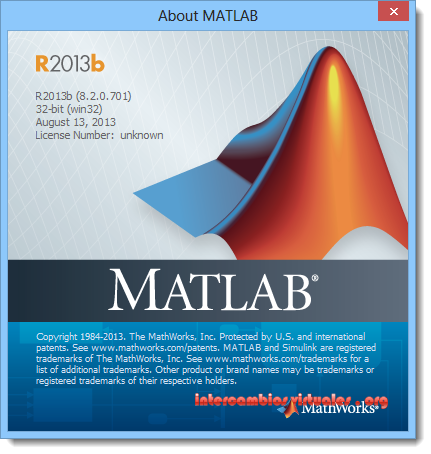 About MATLAB
R2013b
R2013b (8.2.0.701)
32-bit (win32)
August 13, 2013
License Number: unknown
MATLAB®
Copyright 1984-2013. The MathWorks, Inc. Protected by U.S. and international
patents. See www.mathworks.com/patents. MATLAB and Simulink are registered
trademarks of The MathWorks, Inc. See www.mathworks.com/trademarks for a
list of additional trademarks. Other product or brand names may be trademarks or
registered trademarks of their respective holders.
intercambiosvirtuales.org
MathWorks®